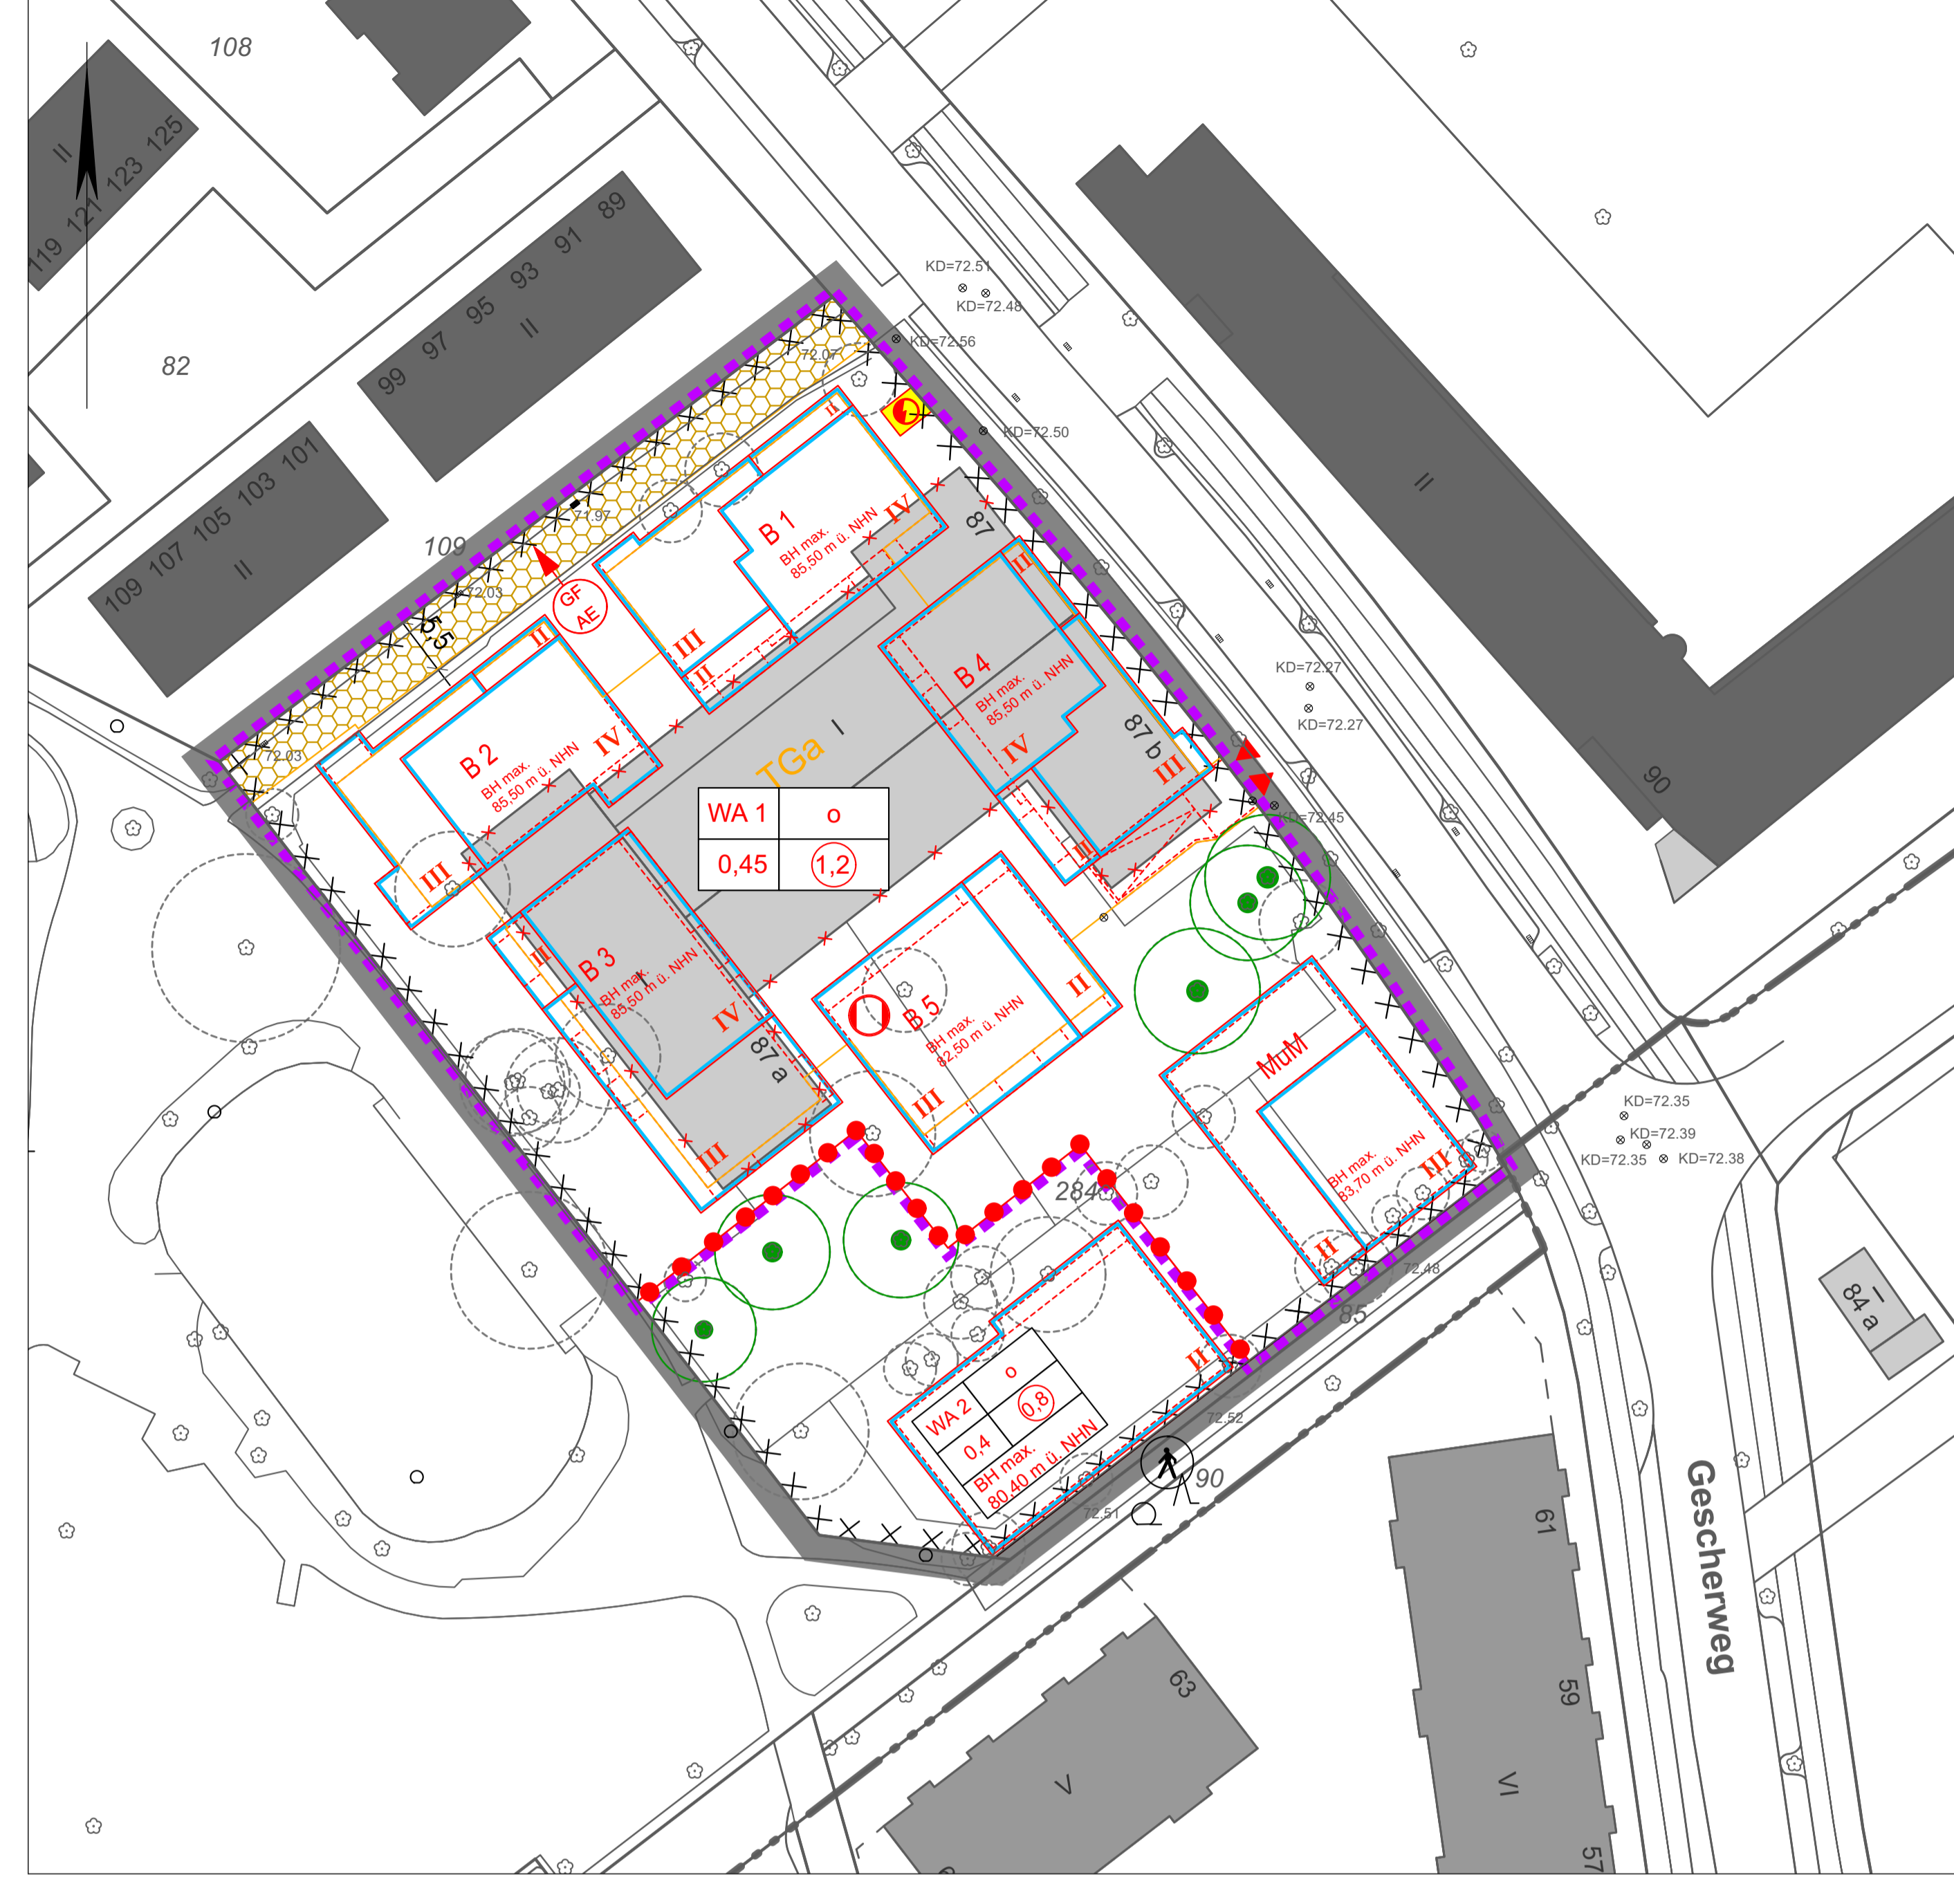 108
II
119 121 123 125
82
99 97 95 93 91 89
II
109 107 105 103 101
II
109
KD=72.51
KD=72.48
KD=72.56
KD=72.50
72.07
71.97
72.03
72.03
5,5
GF
AE
II
B 1
BH max.
85,50 m ü. NHN
IV
III
II
87
II
B 2
BH max.
85,50 m ü. NHN
IV
III
II
B 4
BH max.
85,50 m ü. NHN
IV
III
II
87 b
TGa
I
WA 1
o
0,45
1,2
II
B 3
BH max.
85,50 m ü. NHN
I
IV
III
87 a
B 5
BH max.
82,50 m ü. NHN
II
III
MuM
BH max.
83,70 m ü. NHN
III
II
284
WA 2
o
0,4
0,8
BH max.
80,40 m ü. NHN
II
KD=72.27
KD=72.27
KD=72.45
KD=72.35
KD=72.39
KD=72.35
KD=72.38
72.48
85
72.52
72.51
90
II
90
I
84 a
Gescherweg
61
59
57
VI
63
V